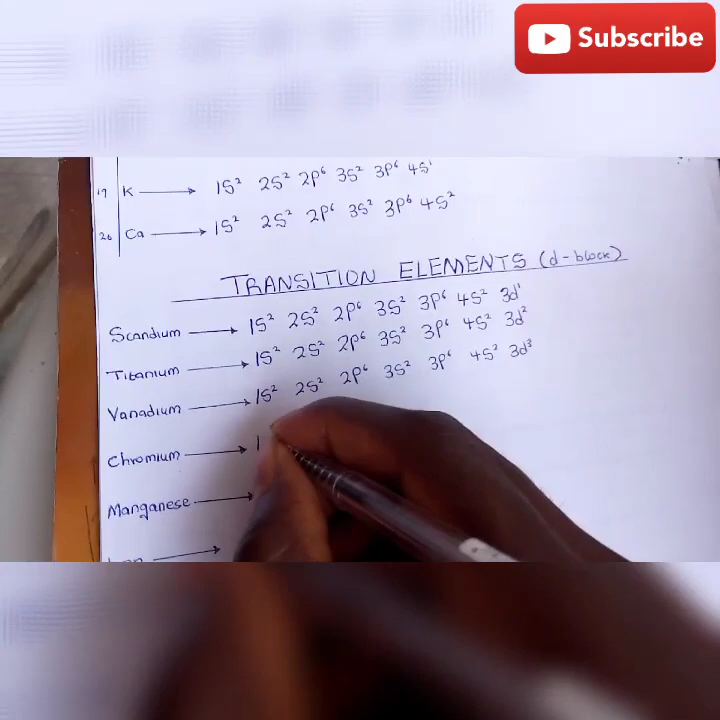 Subscribe
19 K → 1S² 2S² 2P⁶ 3S² 3P⁶ 4S¹
20 Ca → 1S² 2S² 2P⁶ 3S² 3P⁶ 4S²
TRANSITION ELEMENTS (d-block)
Scandium → 1S² 2S² 2P⁶ 3S² 3P⁶ 4S² 3d¹
Titanium → 1S² 2S² 2P⁶ 3S² 3P⁶ 4S² 3d²
Vanadium → 1S² 2S² 2P⁶ 3S² 3P⁶ 4S² 3d³
Chromium → 1
Manganese →